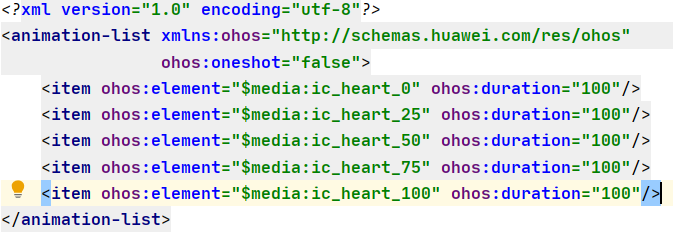 <?xml version="1.0" encoding="utf-8"?>
<animation-list xmlns:ohos="http://schemas.huawei.com/res/ohos"
ohos:oneshot="false">
<item ohos:element="$media:ic_heart_0" ohos:duration="100"/>
<item ohos:element="$media:ic_heart_25" ohos:duration="100"/>
<item ohos:element="$media:ic_heart_50" ohos:duration="100"/>
<item ohos:element="$media:ic_heart_75" ohos:duration="100"/>
<item ohos:element="$media:ic_heart_100" ohos:duration="100"/>
</animation-list>